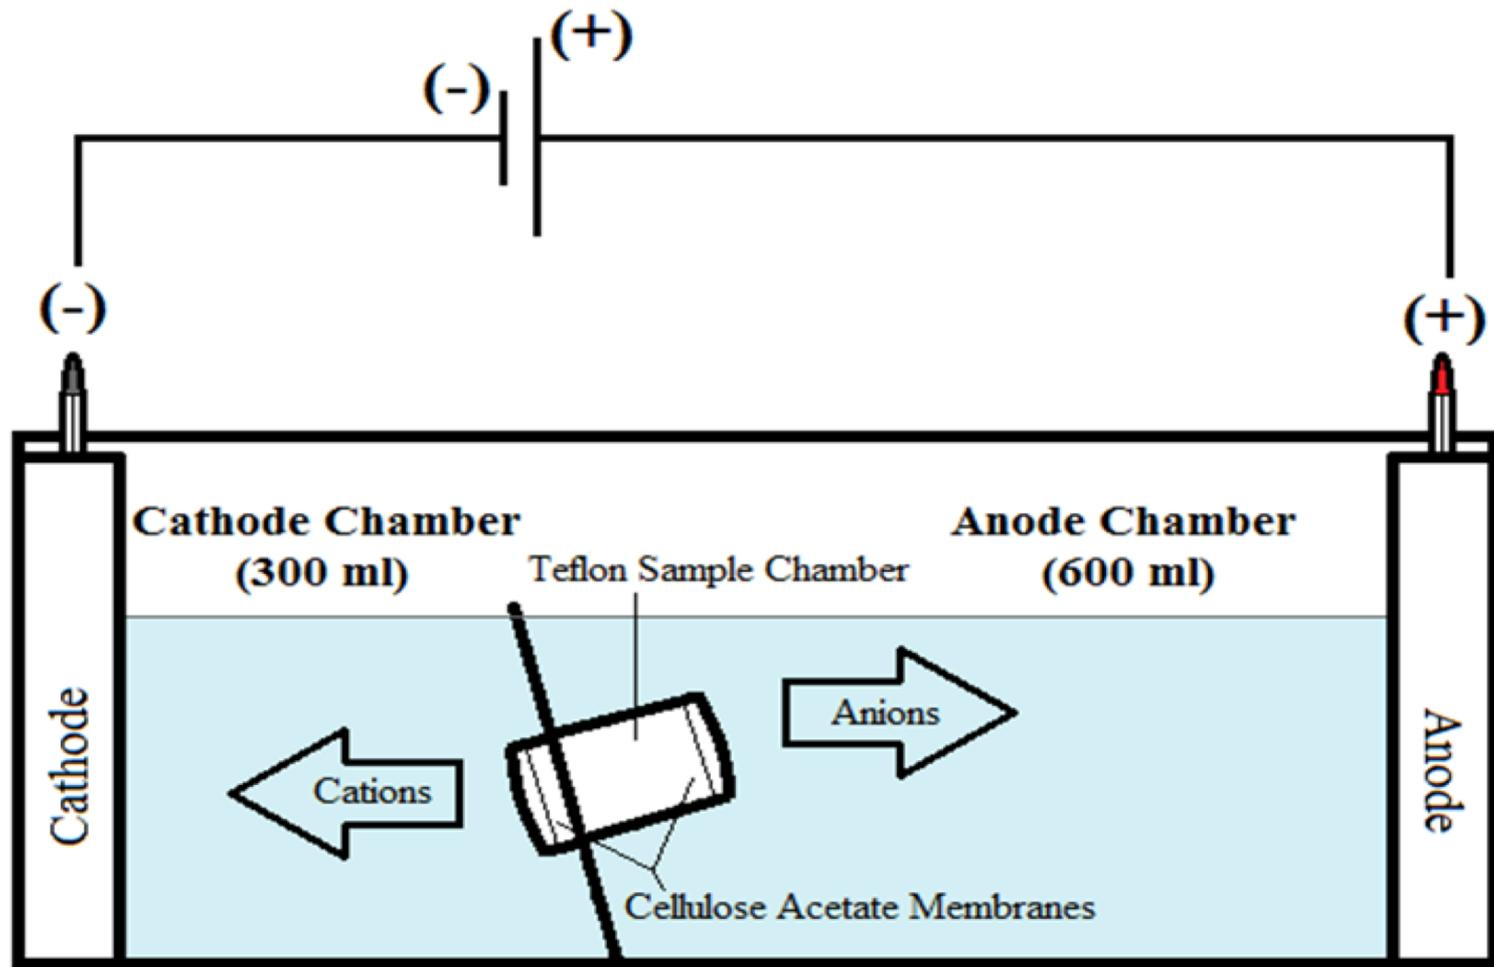 (+)
(-)
(-)
(+)
Cathode Chamber
(300 ml)
Anode Chamber
(600 ml)
Teflon Sample Chamber
Anions
Cations
Cathode
Anode
Cellulose Acetate Membranes